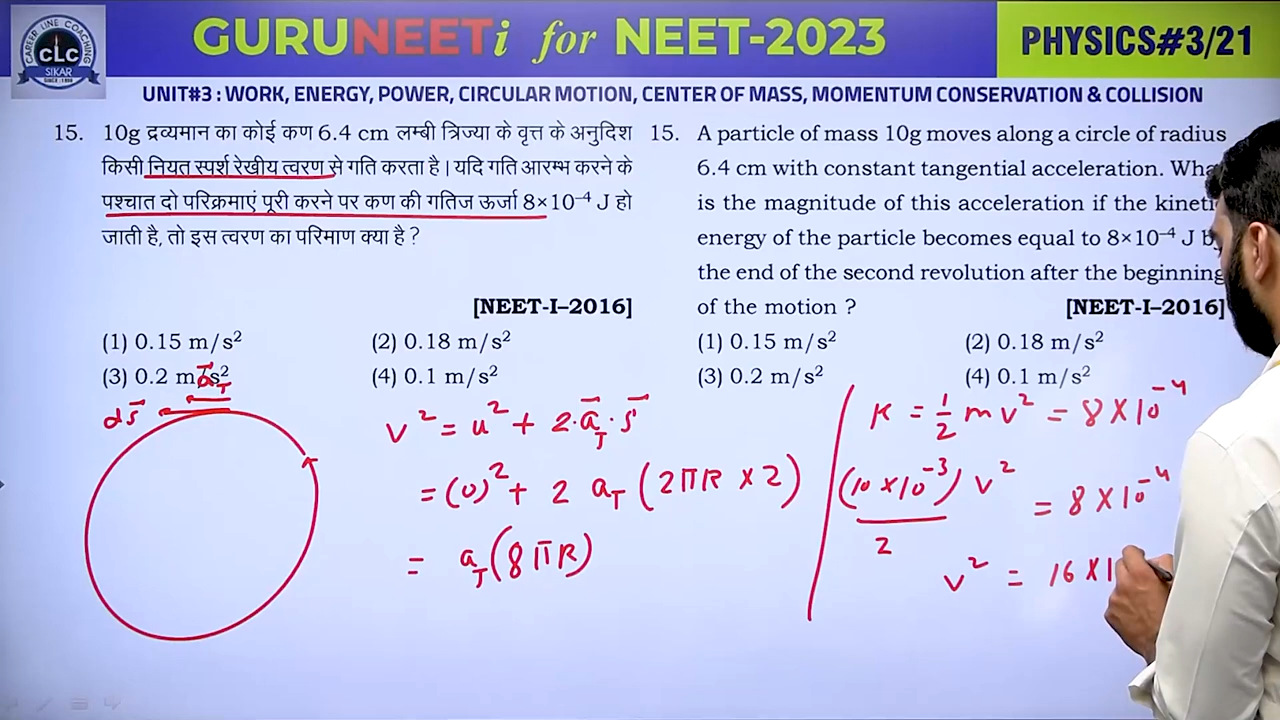 CAREER LINE COACHING
CLC
SIKAR
SINCE : 1996
GURUNEETi for NEET-2023
PHYSICS#3/21
UNIT#3 : WORK, ENERGY, POWER, CIRCULAR MOTION, CENTER OF MASS, MOMENTUM CONSERVATION & COLLISION
15. 10g द्रव्यमान का कोई कण 6.4 cm लम्बी त्रिज्या के वृत्त के अनुदिश
किसी नियत स्पर्श रेखीय त्वरण से गति करता है। यदि गति आरम्भ करने के
पश्चात दो परिक्रमाएं पूरी करने पर कण की गतिज ऊर्जा 8×10⁻⁴ J हो
जाती है, तो इस त्वरण का परिमाण क्या है ?
[NEET-I–2016]
(1) 0.15 m/s² (2) 0.18 m/s²
(3) 0.2 m/s² (4) 0.1 m/s²
15. A particle of mass 10g moves along a circle of radius
6.4 cm with constant tangential acceleration. Wha
is the magnitude of this acceleration if the kineti
energy of the particle becomes equal to 8×10⁻⁴ J b
the end of the second revolution after the beginning
of the motion ? [NEET-I–2016]
(1) 0.15 m/s² (2) 0.18 m/s²
(3) 0.2 m/s² (4) 0.1 m/s²
a⃗_T
ds⃗
v² = u² + 2·a⃗_T·s⃗
= (0)² + 2 a_T (2πR × 2)
= a_T (8πR)
K = 1/2 mv² = 8×10⁻⁴
(10×10⁻³) v² / 2 = 8×10⁻⁴
v² = 16×1